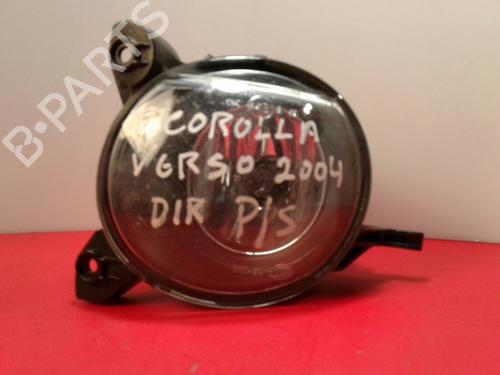 B-PARTS
COROLLA
VERSO 2004
DIR P/S